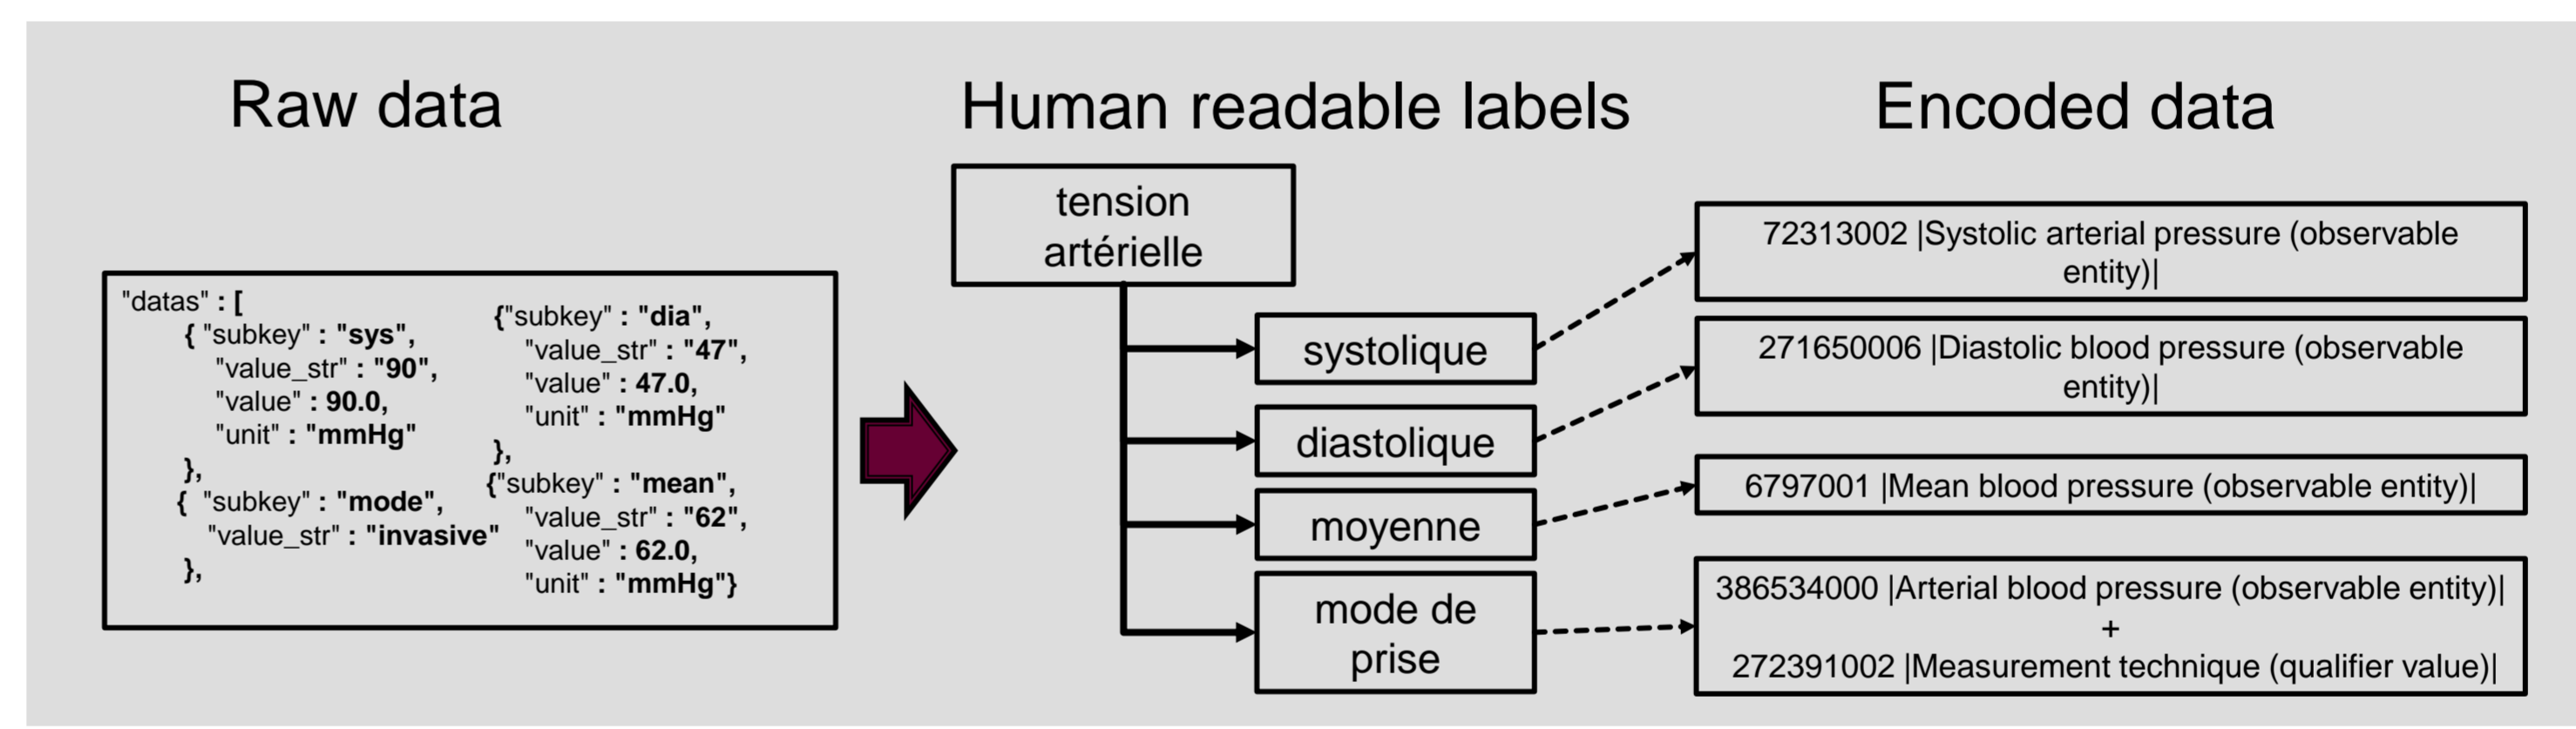 Raw data
"datas" : [
{ "subkey" : "sys",
"value_str" : "90",
"value" : 90.0,
"unit" : "mmHg"
},
{ "subkey" : "mode",
"value_str" : "invasive"
},
{"subkey" : "dia",
"value_str" : "47",
"value" : 47.0,
"unit" : "mmHg"
},
{"subkey" : "mean",
"value_str" : "62",
"value" : 62.0,
"unit" : "mmHg"}
Human readable labels
tension
artérielle
systolique
diastolique
moyenne
mode de
prise
Encoded data
72313002 |Systolic arterial pressure (observable
entity)|
271650006 |Diastolic blood pressure (observable
entity)|
6797001 |Mean blood pressure (observable entity)|
386534000 |Arterial blood pressure (observable entity)|
+
272391002 |Measurement technique (qualifier value)|